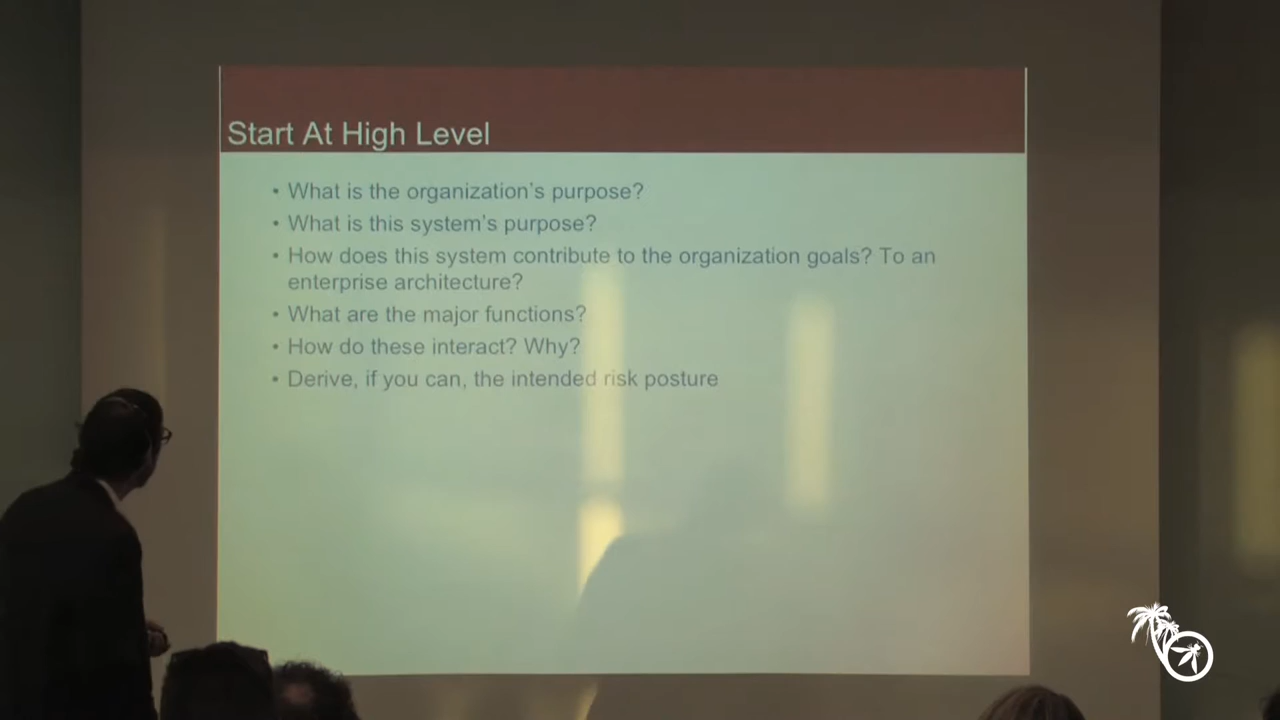 Start At High Level
• What is the organization's purpose?
• What is this system's purpose?
• How does this system contribute to the organization goals? To an
enterprise architecture?
• What are the major functions?
• How do these interact? Why?
• Derive, if you can, the intended risk posture